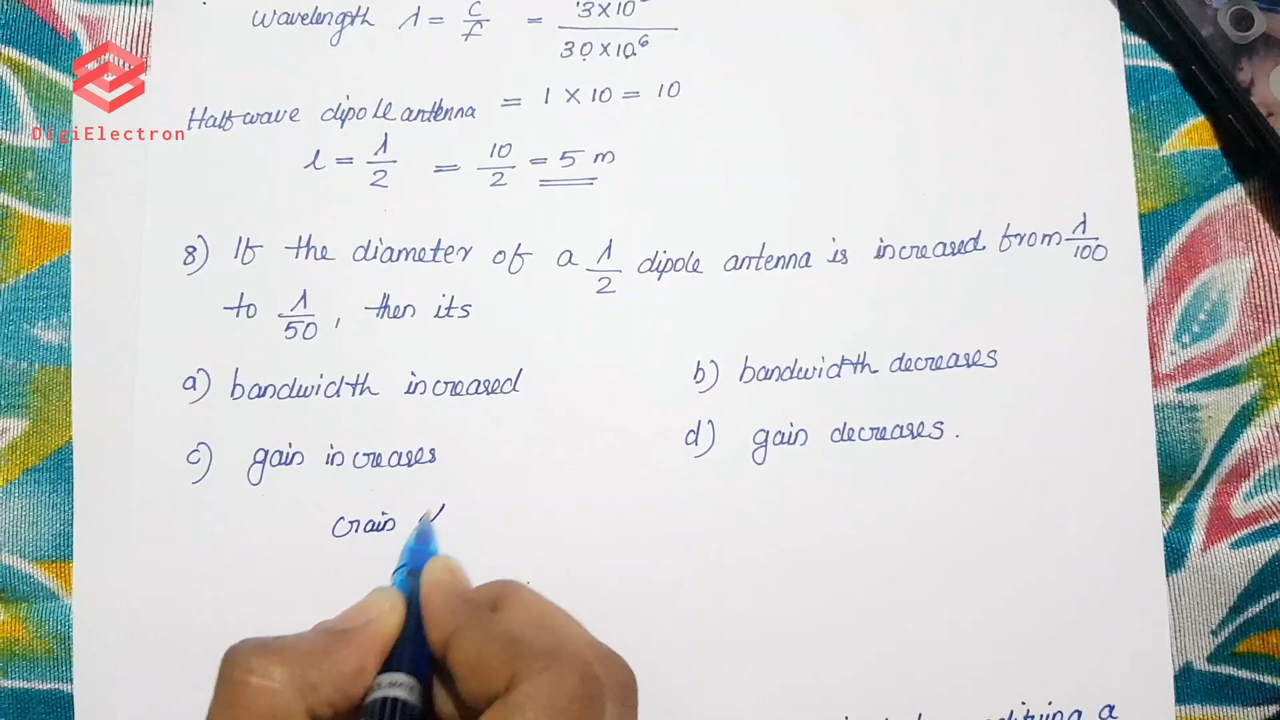 wavelength λ = c/f = 3×10 / 30×10⁶
Half wave dipole antenna = 1 × 10 = 10
l = λ/2 = 10/2 = 5 m
8) If the diameter of a λ/2 dipole antenna is increased from λ/100
to λ/50, then its
a) bandwidth increased
b) bandwidth decreases
c) gain increases
d) gain decreases.
Gain
a
DigiElectron